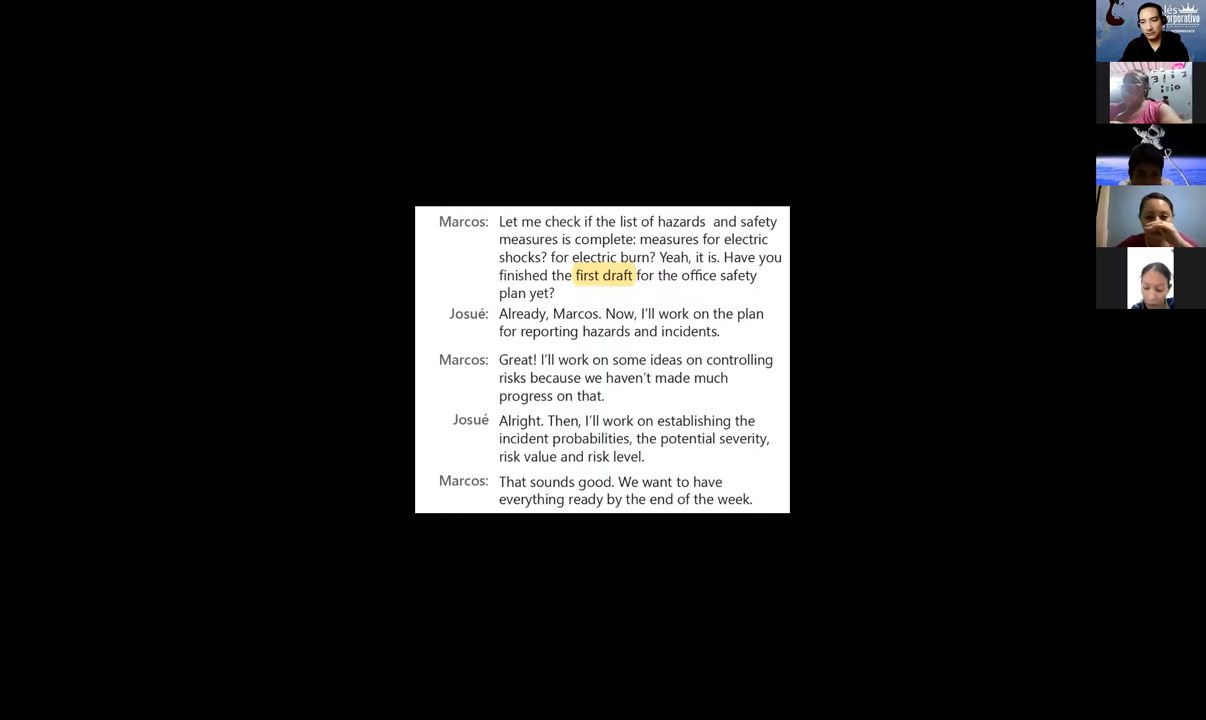 lés
orporativo
Marcos: Let me check if the list of hazards and safety
measures is complete: measures for electric
shocks? for electric burn? Yeah, it is. Have you
finished the first draft for the office safety
plan yet?
Josué: Already, Marcos. Now, I'll work on the plan
for reporting hazards and incidents.
Marcos: Great! I'll work on some ideas on controlling
risks because we haven't made much
progress on that.
Josué Alright. Then, I'll work on establishing the
incident probabilities, the potential severity,
risk value and risk level.
Marcos: That sounds good. We want to have
everything ready by the end of the week.